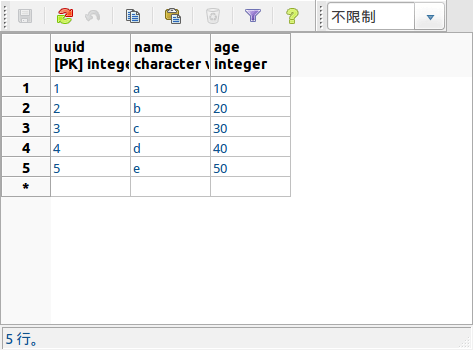 不限制
uuid name age
[PK] intege character v integer
1 1 a 10
2 2 b 20
3 3 c 30
4 4 d 40
5 5 e 50
*
5 行。